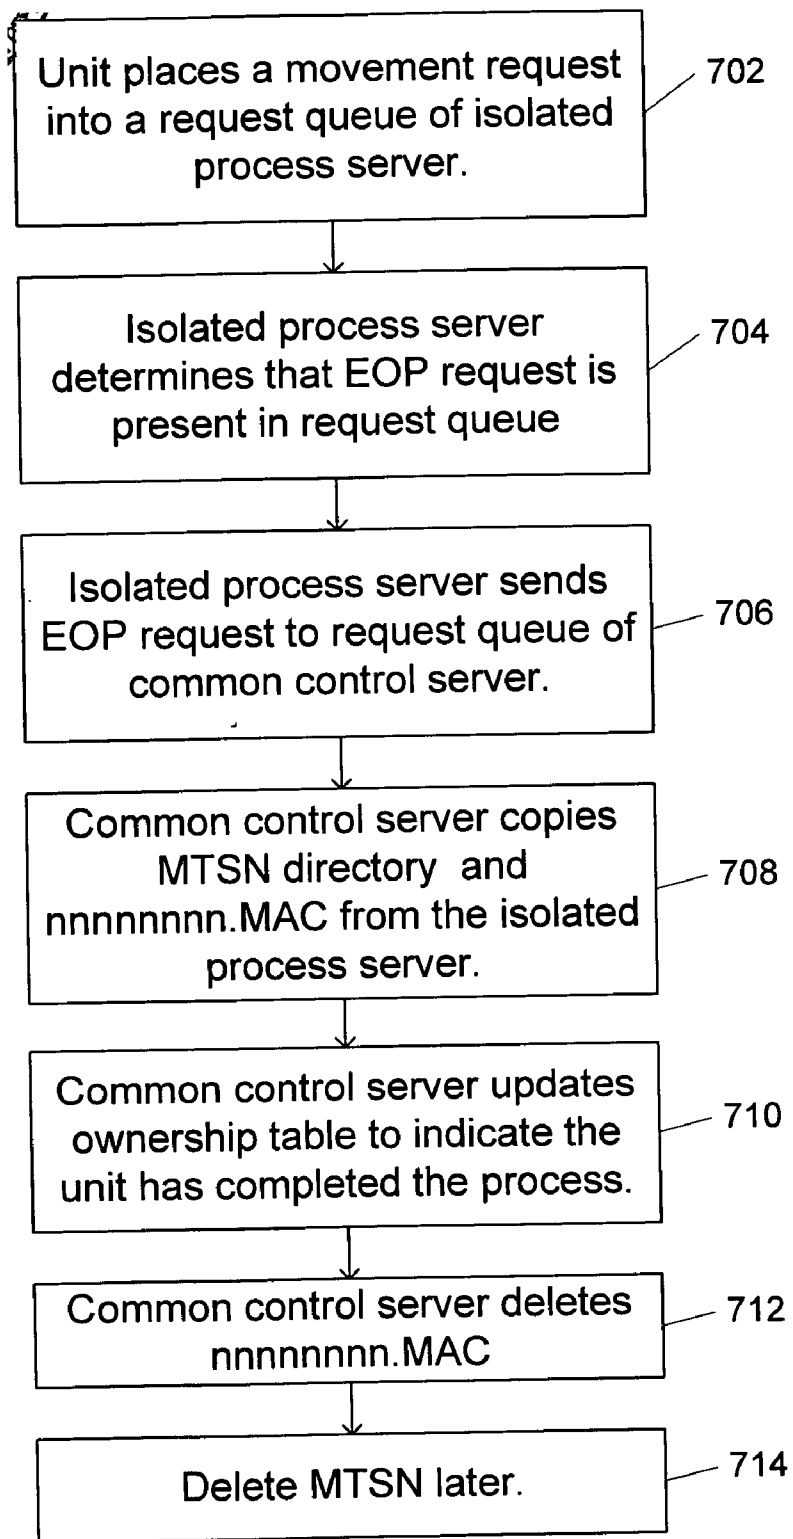 Unit places a movement request
into a request queue of isolated
process server.
702
Isolated process server
determines that EOP request is
present in request queue
704
Isolated process server sends
EOP request to request queue of
common control server.
706
Common control server copies
MTSN directory and
nnnnnnnn.MAC from the isolated
process server.
708
Common control server updates
ownership table to indicate the
unit has completed the process.
710
Common control server deletes
nnnnnnnn.MAC
712
Delete MTSN later.
714